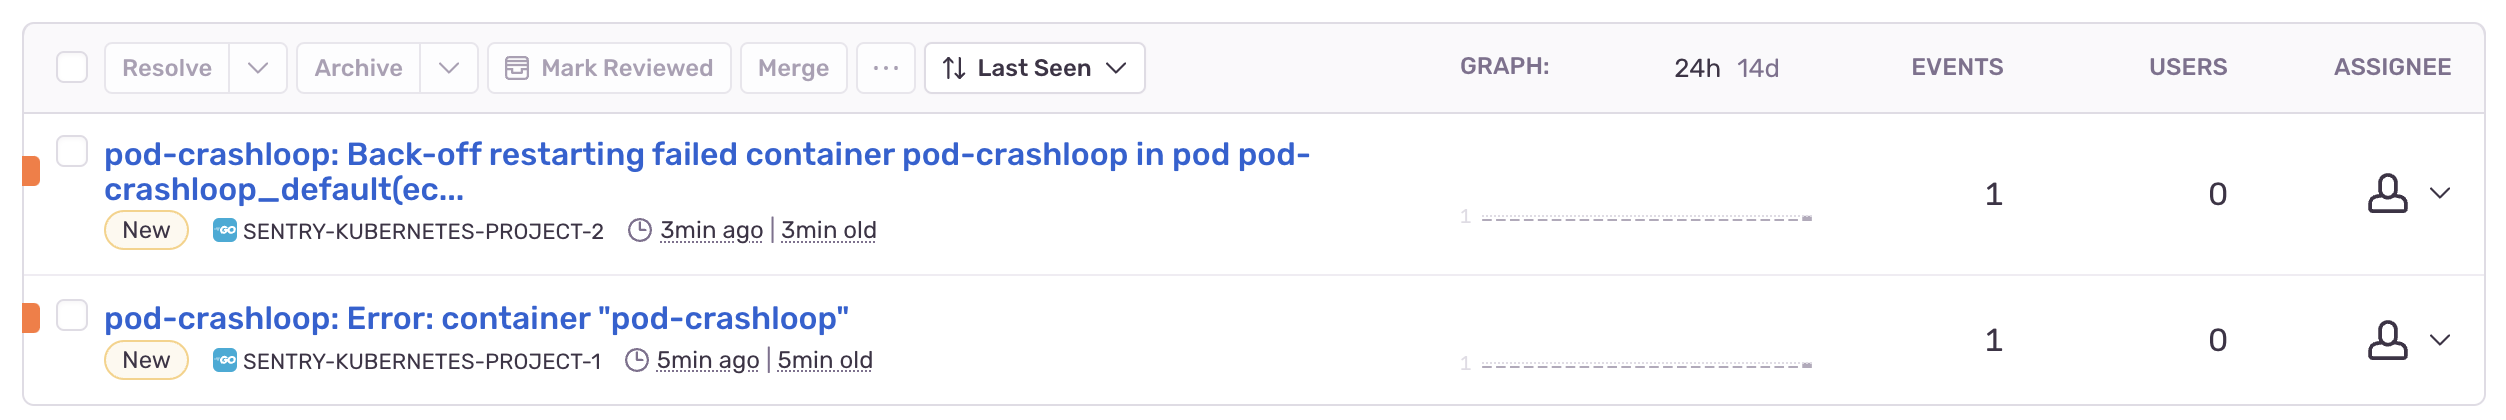 Resolve Archive Mark Reviewed Merge ... Last Seen GRAPH: 24h 14d EVENTS USERS ASSIGNEE
pod-crashloop: Back-off restarting failed container pod-crashloop in pod pod-
crashloop_default(ec...
1 1 0
New GO SENTRY-KUBERNETES-PROJECT-2 3min ago | 3min old
pod-crashloop: Error: container "pod-crashloop"
1 1 0
New GO SENTRY-KUBERNETES-PROJECT-1 5min ago | 5min old